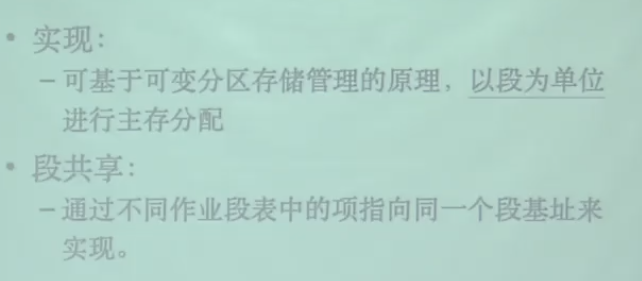 • 实现：
– 可基于可变分区存储管理的原理，以段为单位
进行主存分配
• 段共享：
– 通过不同作业段表中的项指向同一个段基址来
实现。